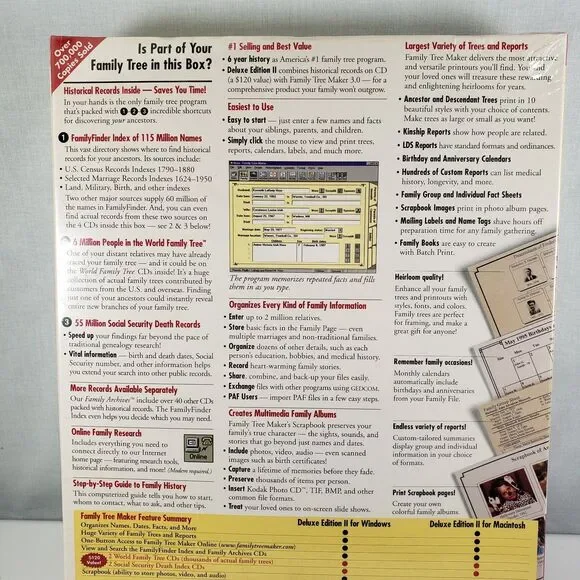 Over
700,000
Copies Sold
Is Part of Your
Family Tree in this Box?
Historical Records Inside — Saves You Time!
In your hands is the only family tree program
that's packed with 1 2 3 incredible shortcuts
for discovering your ancestors.
1 FamilyFinder Index of 115 Million Names
This vast directory shows where to find historical
records for your ancestors. Its sources include:
• U.S. Census Records Indexes 1790–1880
• Selected Marriage Records Indexes 1624–1950
• Land, Military, Birth, and other indexes
Two other major sources supply 60 million of
the names in FamilyFinder. And, you can even
find actual records from these two sources on
the 4 CDs inside this box — see 2 & 3 below!
2 6 Million People in the World Family Tree™
One of your distant relatives may have already
traced your family tree — and it could be on
the World Family Tree CDs inside! It's a huge
collection of actual family trees contributed by
customers from the U.S. and overseas. Finding
just one of your ancestors could instantly reveal
entire new branches of your family tree.
3 55 Million Social Security Death Records
• Speed up your findings far beyond the pace of
traditional genealogy research!
• Vital information — birth and death dates, Social
Security number, and other information helps
you extend your search into other public records.
More Records Available Separately
Our Family Archives™ include over 40 other CDs
packed with historical records. The FamilyFinder
Index even helps you decide which you may need.
Online Family Research
Includes everything you need to
connect directly to our Internet
home page — featuring research tools,
historical information, and more! (Modem required.)
Online
Step-by-Step Guide to Family History
This computerized guide tells you how to start,
whom to contact, what to ask, and other tips.
#1 Selling and Best Value
• 6 year history as America's #1 family tree program.
• Deluxe Edition II combines historical records on CD
(a $120 value) with Family Tree Maker 3.0 — for a
comprehensive product your family won't outgrow.
Easiest to Use
• Easy to start — just enter a few names and facts
about your siblings, parents, and children.
• Simply click the mouse to view and print trees,
reports, calendars, labels, and much more.
The program memorizes repeated facts and fills
them in as you type.
Organizes Every Kind of Family Information
• Enter up to 2 million relatives.
• Store basic facts in the Family Page — even
multiple marriages and non-traditional families.
• Organize dozens of other details, such as each
person's education, hobbies, and medical history.
• Record heart-warming family stories.
• Share, combine, and back-up your files easily.
• Exchange files with other programs using GEDCOM.
• PAF Users — import PAF files in a few easy steps.
Creates Multimedia Family Albums
Family Tree Maker's Scrapbook preserves your
family's true character — the sights, sounds, and
stories that go beyond just names and dates.
• Include photos, video, audio — even scanned
images such as birth certificates!
• Capture a lifetime of memories before they fade.
• Preserve thousands of items per person.
• Insert Kodak Photo CD™, TIF, BMP, and other
common file formats.
• Treat your loved ones to on-screen slide shows.
Largest Variety of Trees and Reports
Family Tree Maker delivers the most attractive
and versatile printouts you'll find. You and
your loved ones will treasure these rewarding
and enlightening heirlooms for years.
• Ancestor and Descendant Trees print in 10
beautiful styles with your choice of contents.
Make trees as large or small as you want!
• Kinship Reports show how people are related.
• LDS Reports have standard formats and ordinances.
• Birthday and Anniversary Calendars
• Hundreds of Custom Reports can list medical
history, longevity, and more.
• Family Group and Individual Fact Sheets
• Scrapbook Images print in photo album pages.
• Mailing Labels and Name Tags shave hours off
preparation time for any family gathering.
• Family Books are easy to create
with Batch Print.
Heirloom quality!
Enhance all your family
trees and printouts with
styles, fonts, and colors.
Family trees are perfect
for framing, and make a
great gift for anyone!
Remember family occasions!
Monthly calendars
automatically include
birthdays and anniversaries
from your Family File.
May 1995 Birthdays
Endless variety of reports!
Custom-tailored summaries
display group and individual
information in your choice
of formats.
Scrapbook of A
Print Scrapbook pages!
Create your own
colorful family albums.
Family Tree Maker Feature Summary
Deluxe Edition II for Windows
Deluxe Edition II for Macintosh
Organizes Names, Dates, Facts, and More
Huge Variety of Family Trees and Reports
One-Button Access to Family Tree Maker Online (www.familytreemaker.com)
View and Search the FamilyFinder Index and Family Archives CDs
$120
Value!
2 World Family Tree CDs (thousands of actual family trees)
2 Social Security Death Index CDs
Scrapbook (ability to store photos, video, and audio)